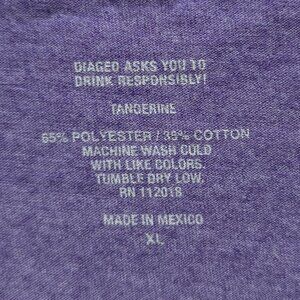 DIAGEO ASKS YOU TO
DRINK RESPONSIBLY!
TANGERINE
65% POLYESTER / 35% COTTON
MACHINE WASH COLD
WITH LIKE COLORS.
TUMBLE DRY LOW.
RN 112018
MADE IN MEXICO
XL